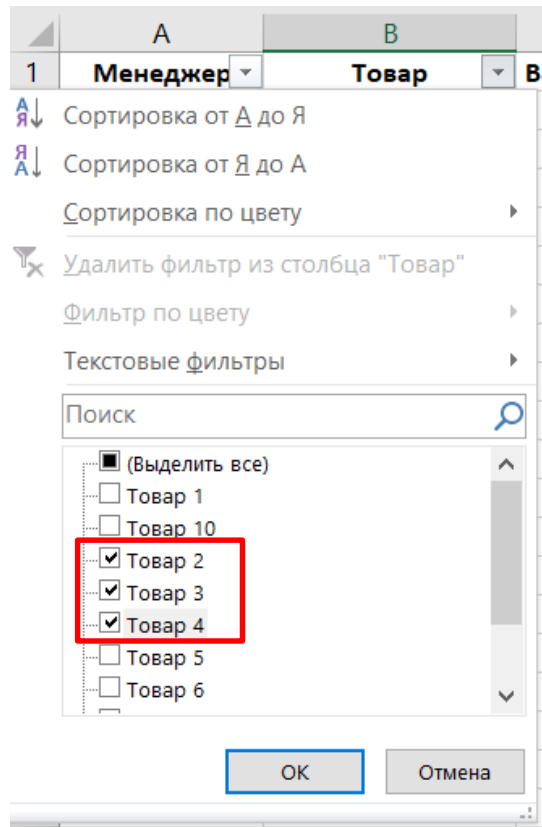 A B
1 Менеджер Товар В
Сортировка от А до Я
Сортировка от Я до А
Сортировка по цвету
Удалить фильтр из столбца "Товар"
Фильтр по цвету
Текстовые фильтры
Поиск
(Выделить все)
Товар 1
Товар 10
Товар 2
Товар 3
Товар 4
Товар 5
Товар 6
ОК Отмена